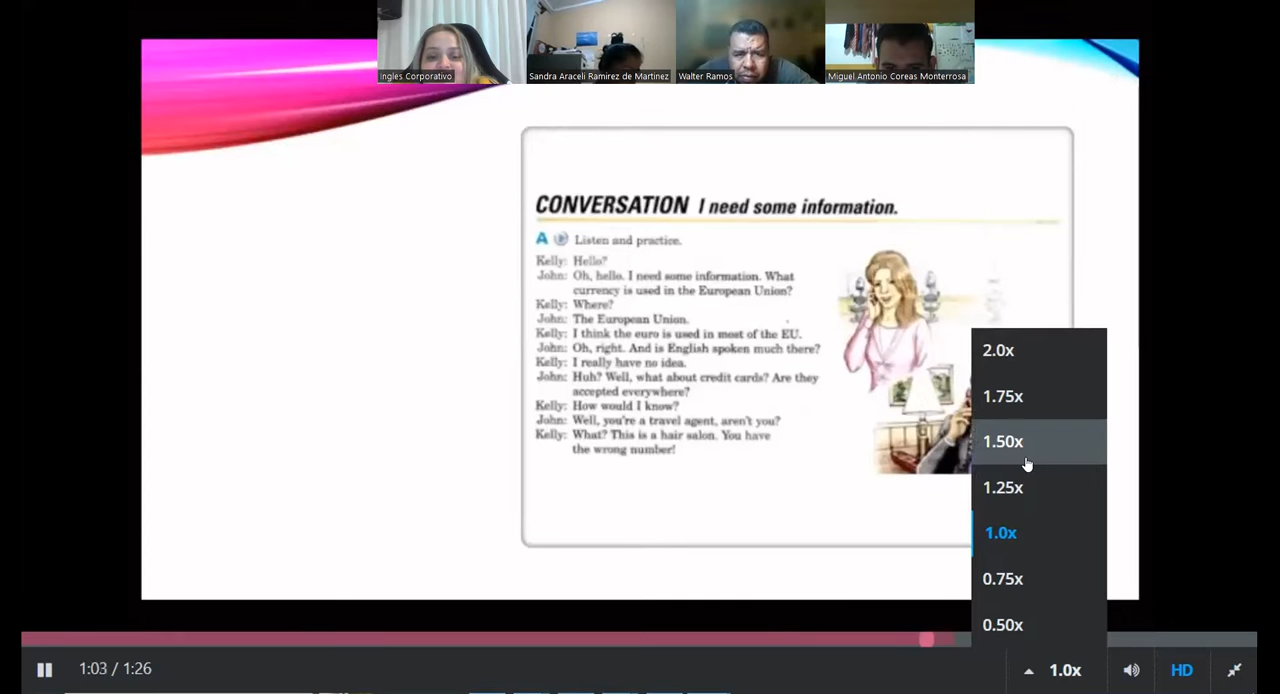 Ingles Corporativo
Sandra Araceli Ramirez de Martinez
Walter Ramos
Miguel Antonio Coreas Monterrosa
CONVERSATION I need some information.
A Listen and practice.
Kelly: Hello?
John: Oh, hello. I need some information. What
currency is used in the European Union?
Kelly: Where?
John: The European Union.
Kelly: I think the euro is used in most of the EU.
John: Oh, right. And is English spoken much there?
Kelly: I really have no idea.
John: Huh? Well, what about credit cards? Are they
accepted everywhere?
Kelly: How would I know?
John: Well, you're a travel agent, aren't you?
Kelly: What? This is a hair salon. You have
the wrong number!
2.0x
1.75x
1.50x
1.25x
1.0x
0.75x
0.50x
1:03 / 1:26
1.0x
HD